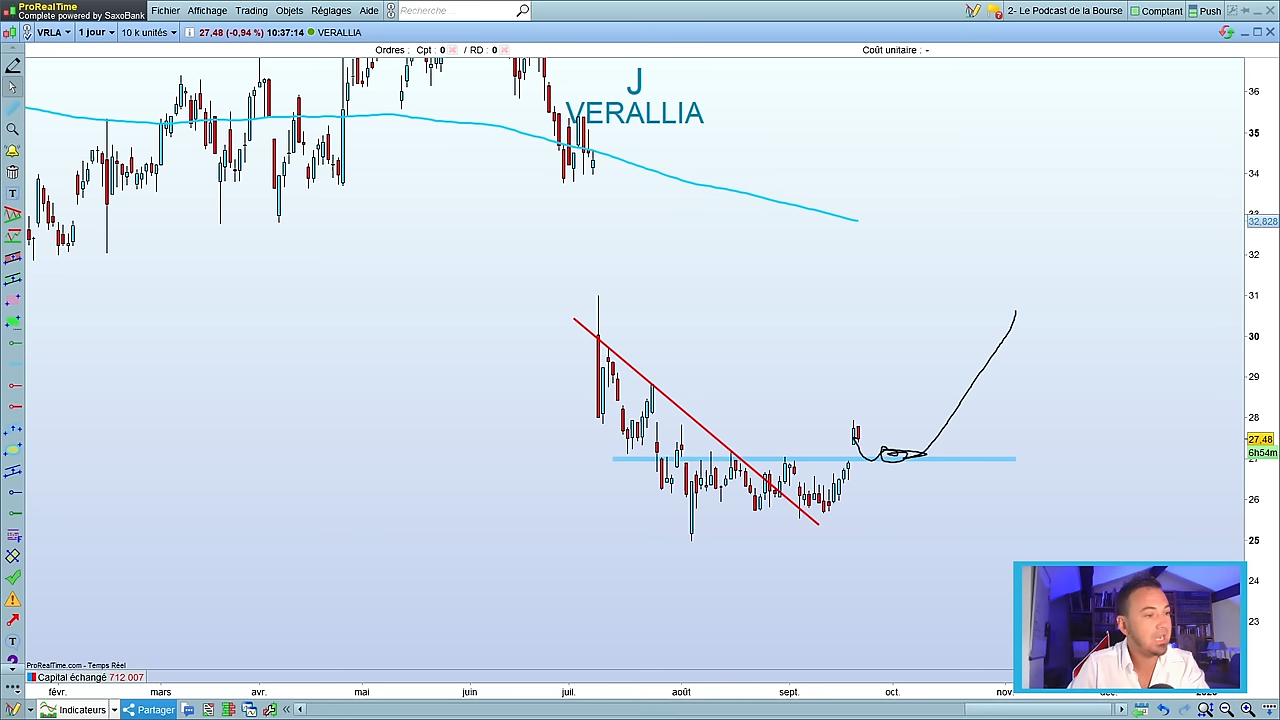 ProRealTime
Complete powered by SaxoBank
Fichier Affichage Trading Objets Réglages Aide Recherche... 2- Le Podcast de la Bourse Comptant Push
VRLA 1 jour 10 k unités 27,48 (-0,94 %) 10:37:14 VERALLIA
Ordres : Cpt : 0 / RD : 0 Coût unitaire : -
J
VERALLIA
36
35
34
32,828
32
31
30
29
28
27,48
6h54m
26
25
24
23
ProRealTime.com - Temps Réel
Capital échangé 712 007
févr. mars avr. mai juin juil. août sept. oct. nov.
Indicateurs Partager